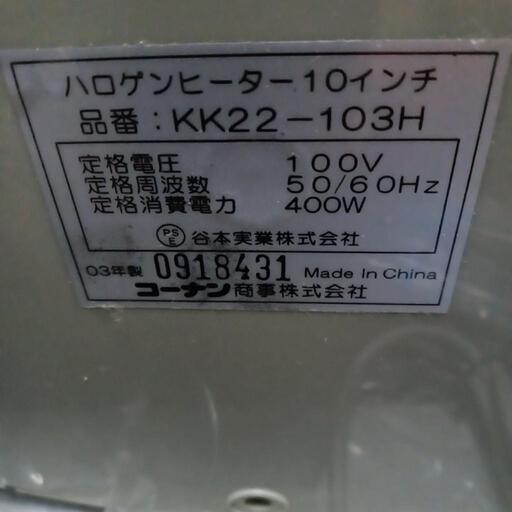 ハロゲンヒーター10インチ
品番：KK22-103H
定格電圧 100V
定格周波数 50/60Hz
定格消費電力 400W
PSE 谷本実業株式会社
03年製 0918431 Made In China
コーナン商事株式会社